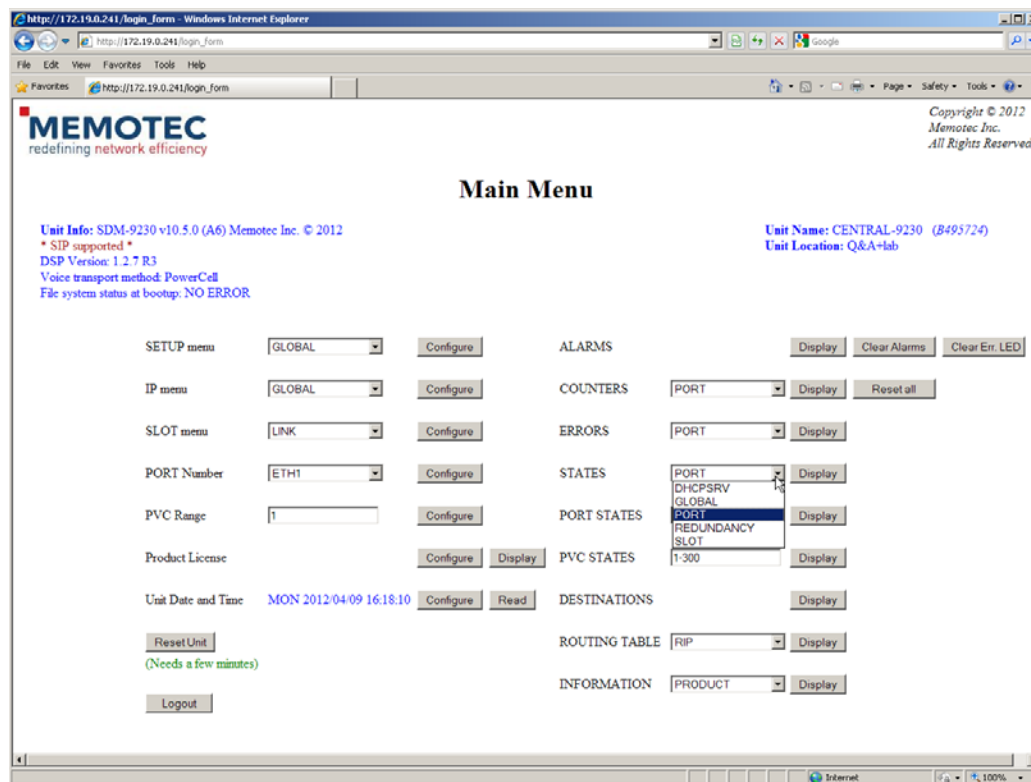 http://172.19.0.241/login_form - Windows Internet Explorer
http://172.19.0.241/login_form
Google
File Edit View Favorites Tools Help
Favorites http://172.19.0.241/login_form
Page Safety Tools
MEMOTEC
redefining network efficiency
Copyright © 2012
Memotec Inc.
All Rights Reserved
Main Menu
Unit Info: SDM-9230 v10.5.0 (A6) Memotec Inc. © 2012
* SIP supported *
DSP Version: 1.2.7 R3
Voice transport method: PowerCell
File system status at bootup: NO ERROR
Unit Name: CENTRAL-9230 (B495724)
Unit Location: Q&A+lab
SETUP menu GLOBAL Configure ALARMS Display Clear Alarms Clear Err. LED
IP menu GLOBAL Configure COUNTERS PORT Display Reset all
SLOT menu LINK Configure ERRORS PORT Display
PORT Number ETH1 Configure STATES PORT Display
DHCPSRV
GLOBAL
PORT
REDUNDANCY
SLOT
PVC Range 1 Configure PORT STATES Display
Product License Configure Display PVC STATES 1-300 Display
Unit Date and Time MON 2012/04/09 16:18:10 Configure Read DESTINATIONS Display
Reset Unit ROUTING TABLE RIP Display
(Needs a few minutes)
INFORMATION PRODUCT Display
Logout
Internet 100%